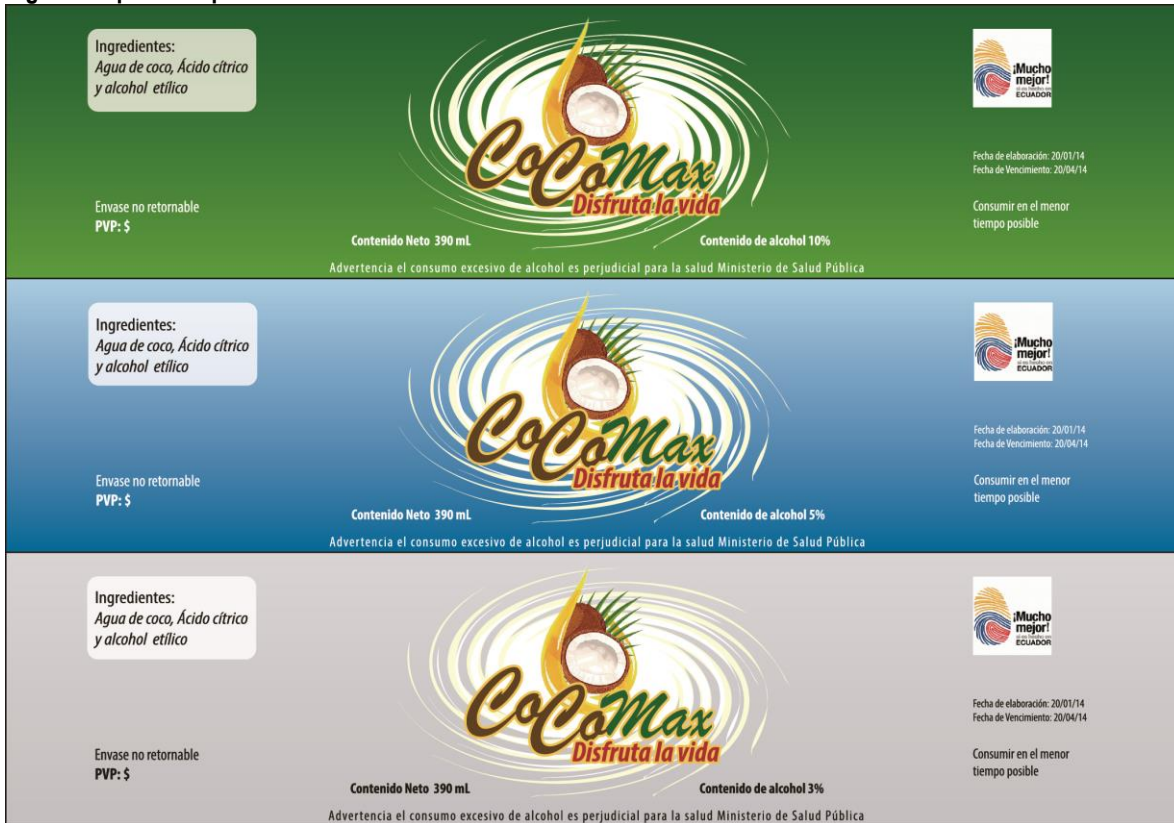 Ingredientes:
Agua de coco, Ácido cítrico
y alcohol etílico
Envase no retornable
PVP: $
CoCoMax
Disfruta la vida
Contenido Neto 390 mL
Contenido de alcohol 10%
Advertencia el consumo excesivo de alcohol es perjudicial para la salud Ministerio de Salud Pública
¡Mucho
mejor!
ECUADOR
Fecha de elaboración: 20/01/14
Fecha de Vencimiento: 20/04/14
Consumir en el menor
tiempo posible
Ingredientes:
Agua de coco, Ácido cítrico
y alcohol etílico
Envase no retornable
PVP: $
CoCoMax
Disfruta la vida
Contenido Neto 390 mL
Contenido de alcohol 5%
Advertencia el consumo excesivo de alcohol es perjudicial para la salud Ministerio de Salud Pública
¡Mucho
mejor!
ECUADOR
Fecha de elaboración: 20/01/14
Fecha de Vencimiento: 20/04/14
Consumir en el menor
tiempo posible
Ingredientes:
Agua de coco, Ácido cítrico
y alcohol etílico
Envase no retornable
PVP: $
CoCoMax
Disfruta la vida
Contenido Neto 390 mL
Contenido de alcohol 3%
Advertencia el consumo excesivo de alcohol es perjudicial para la salud Ministerio de Salud Pública
¡Mucho
mejor!
ECUADOR
Fecha de elaboración: 20/01/14
Fecha de Vencimiento: 20/04/14
Consumir en el menor
tiempo posible